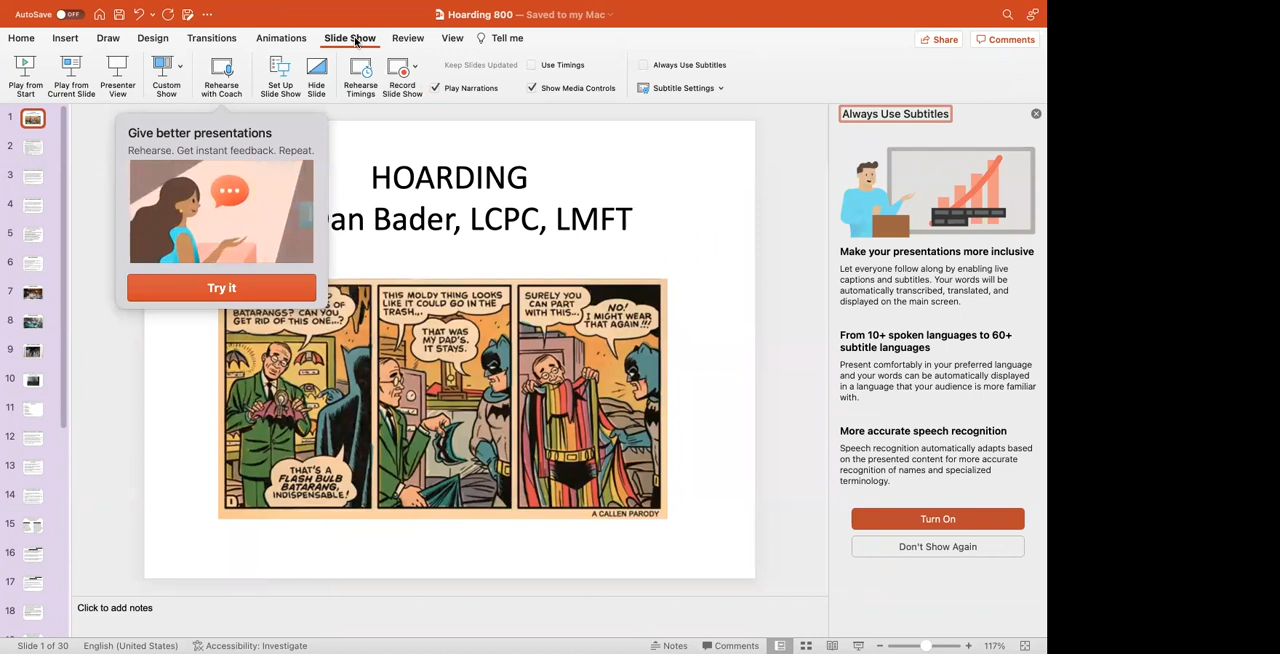 AutoSave OFF
Hoarding 800 — Saved to my Mac
Home Insert Draw Design Transitions Animations Slide Show Review View Tell me
Share Comments
Play from Start
Play from Current Slide
Presenter View
Custom Show
Rehearse with Coach
Set Up Slide Show
Hide Slide
Rehearse Timings
Record Slide Show
Keep Slides Updated
Use Timings
Play Narrations
Show Media Controls
Always Use Subtitles
Subtitle Settings
1
2
3
4
5
6
7
8
9
10
11
12
13
14
15
16
17
18
Give better presentations
Rehearse. Get instant feedback. Repeat.
Try it
HOARDING
an Bader, LCPC, LMFT
OF
BATARANGS? CAN YOU
GET RID OF THIS ONE...?
THAT'S A
FLASH BULB
BATARANG,
INDISPENSABLE!
THIS MOLDY THING LOOKS
LIKE IT COULD GO IN THE
TRASH...
THAT WAS
MY DAD'S.
IT STAYS.
SURELY YOU
CAN PART
WITH THIS...
NO!
I MIGHT WEAR
THAT AGAIN!!!
A CALLEN PARODY
Click to add notes
Always Use Subtitles
Make your presentations more inclusive
Let everyone follow along by enabling live
captions and subtitles. Your words will be
automatically transcribed, translated, and
displayed on the main screen.
From 10+ spoken languages to 60+
subtitle languages
Present comfortably in your preferred language
and your words can be automatically displayed
in a language that your audience is more familiar
with.
More accurate speech recognition
Speech recognition automatically adapts based
on the presented content for more accurate
recognition of names and specialized
terminology.
Turn On
Don't Show Again
Slide 1 of 30 English (United States) Accessibility: Investigate
Notes Comments 117%